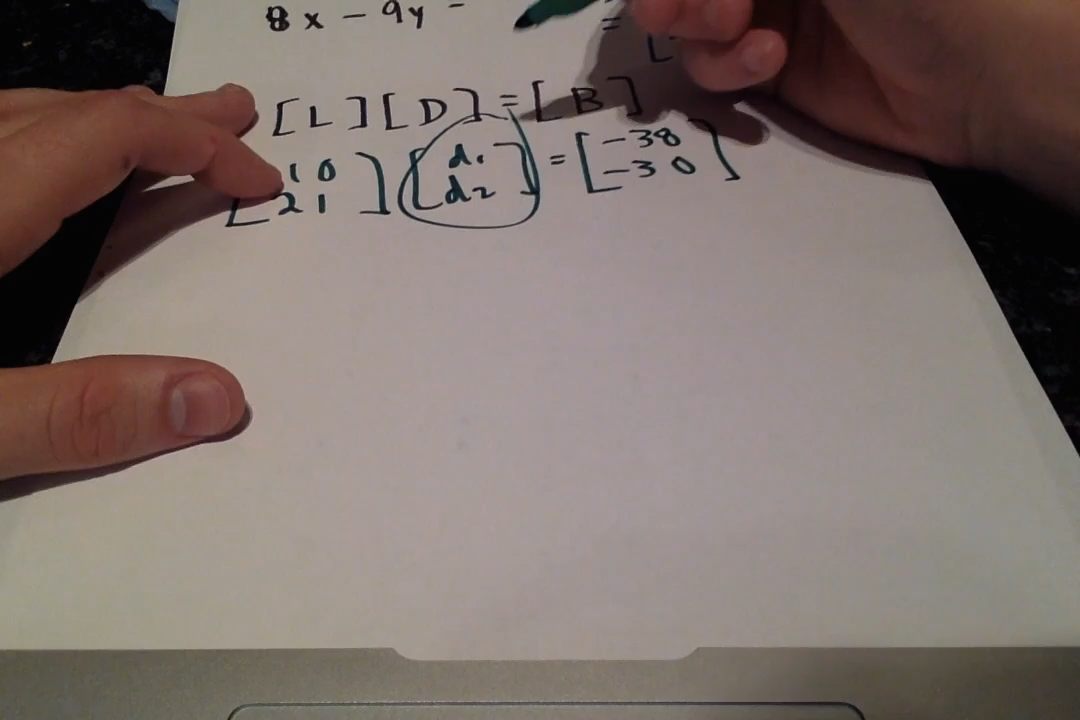 8x - 9y -
=
[L][D]=[B]
[1 0] [d1] = [-38]
[2 1] [d2] [-30]